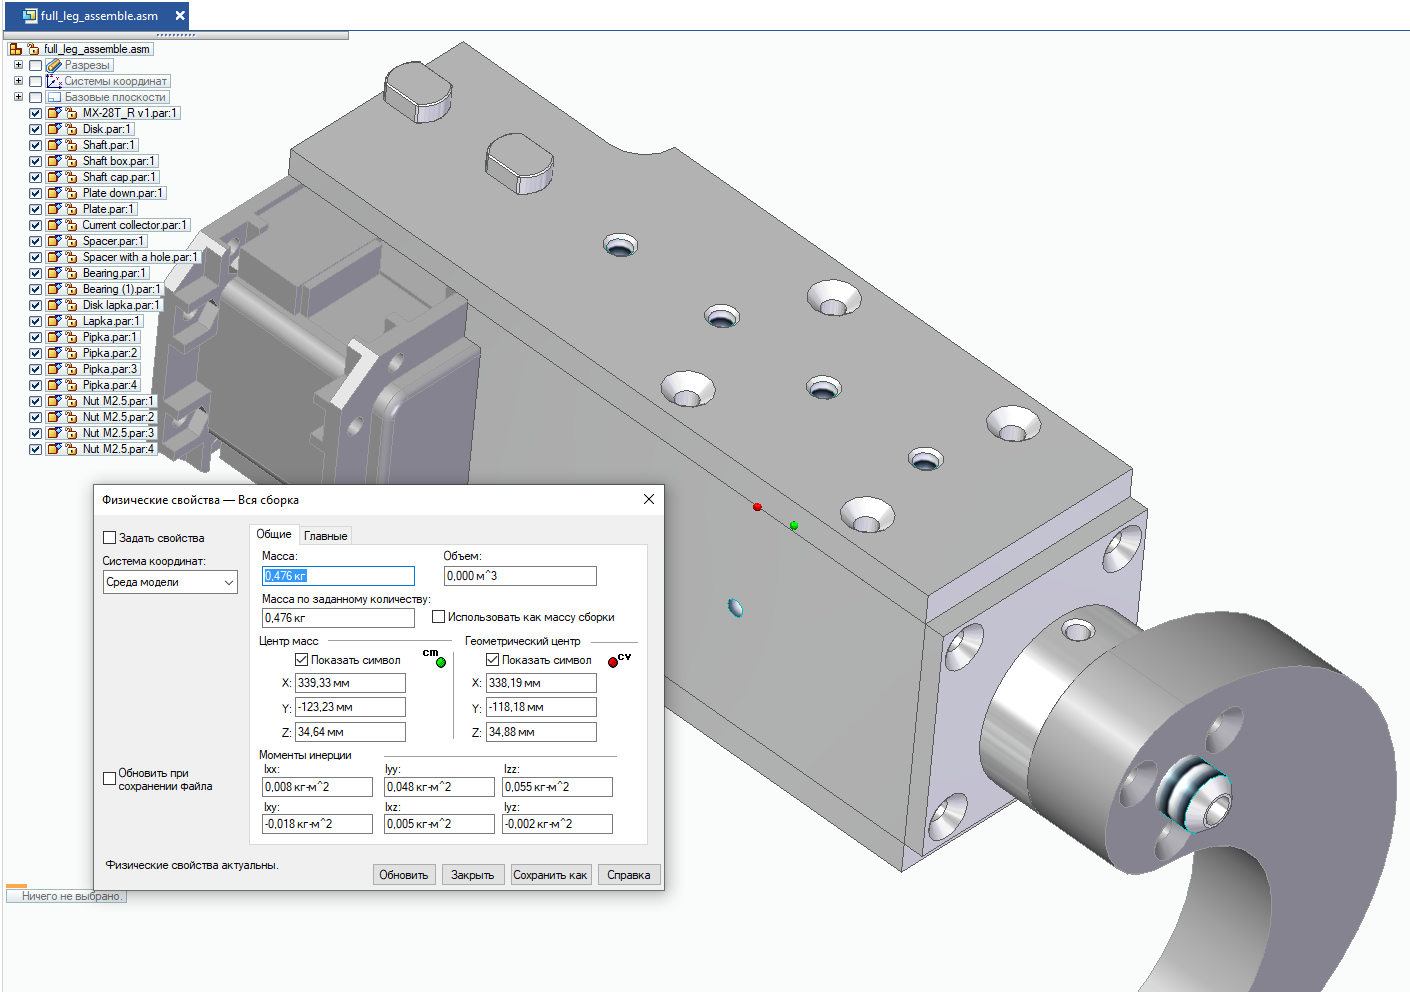 full_leg_assemble.asm
full_leg_assemble.asm
Разрезы
Системы координат
Базовые плоскости
MX-28T_R v1.par:1
Disk.par:1
Shaft.par:1
Shaft box.par:1
Shaft cap.par:1
Plate down.par:1
Plate.par:1
Current collector.par:1
Spacer.par:1
Spacer with a hole.par:1
Bearing.par:1
Bearing (1).par:1
Disk lapka.par:1
Lapka.par:1
Pipka.par:1
Pipka.par:2
Pipka.par:3
Pipka.par:4
Nut M2.5.par:1
Nut M2.5.par:2
Nut M2.5.par:3
Nut M2.5.par:4
Физические свойства — Вся сборка
Задать свойства
Система координат:
Среда модели
Общие
Главные
Масса:
Объем:
0,476 кг
0,000 м^3
Масса по заданному количеству:
0,476 кг
Использовать как массу сборки
Центр масс
Геометрический центр
Показать символ
cm
Показать символ
cv
X: 339,33 мм
X: 338,19 мм
Y: -123,23 мм
Y: -118,18 мм
Z: 34,64 мм
Z: 34,88 мм
Моменты инерции
Ixx:
Iyy:
Izz:
0,008 кг-м^2
0,048 кг-м^2
0,055 кг-м^2
Ixy:
Ixz:
Iyz:
-0,018 кг-м^2
0,005 кг-м^2
-0,002 кг-м^2
Обновить при
сохранении файла
Физические свойства актуальны.
Обновить
Закрыть
Сохранить как
Справка
Ничего не выбрано.